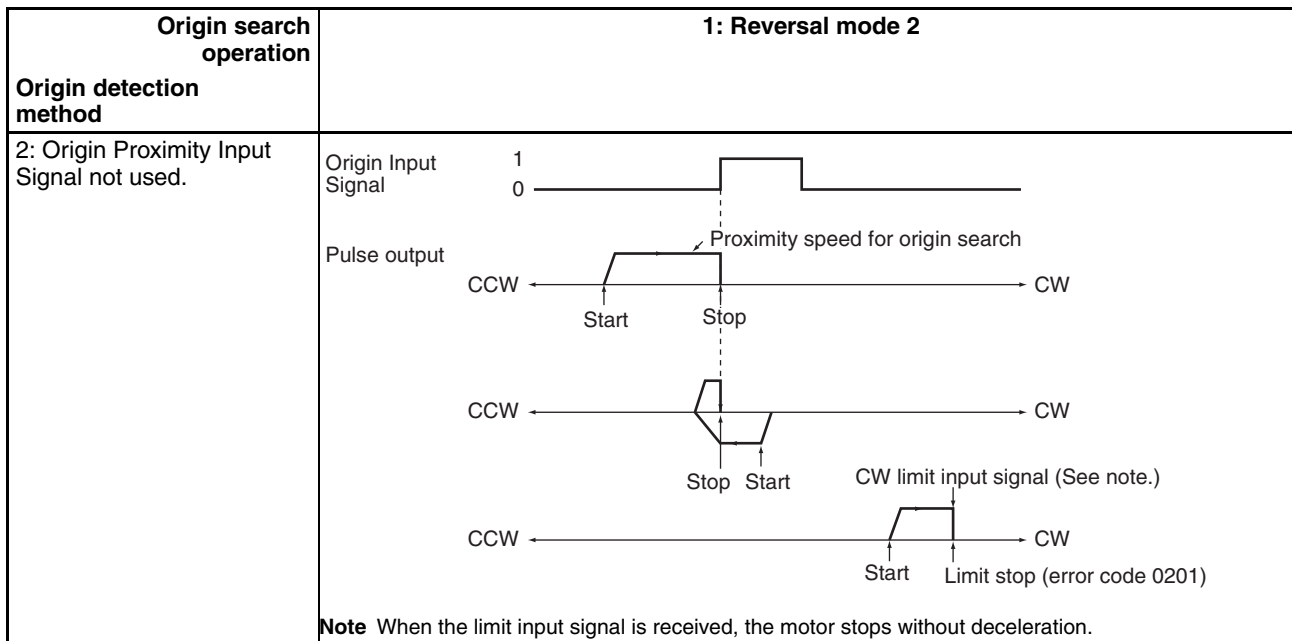 Origin search
operation
1: Reversal mode 2
Origin detection
method
2: Origin Proximity Input
Signal not used.
Origin Input
Signal
1
0
Pulse output
Proximity speed for origin search
CCW
CW
Start
Stop
CCW
CW
Stop
Start
CW limit input signal (See note.)
CCW
CW
Start
Limit stop (error code 0201)
Note When the limit input signal is received, the motor stops without deceleration.